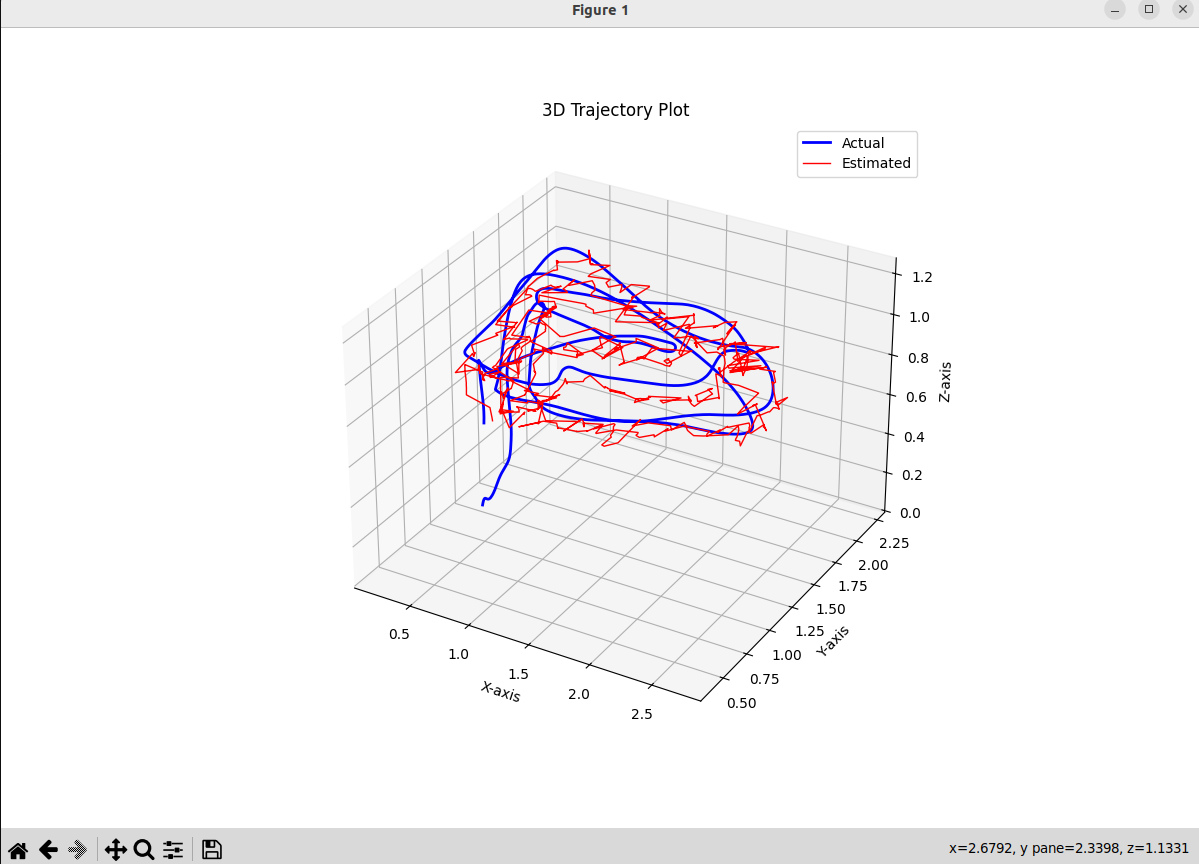 Figure 1
3D Trajectory Plot
Actual
Estimated
1.2
1.0
0.8
0.6
0.4
0.2
0.0
Z-axis
2.25
2.00
1.75
1.50
1.25
1.00
0.75
0.50
Y-axis
0.5
1.0
1.5
2.0
2.5
X-axis
x=2.6792, y pane=2.3398, z=1.1331